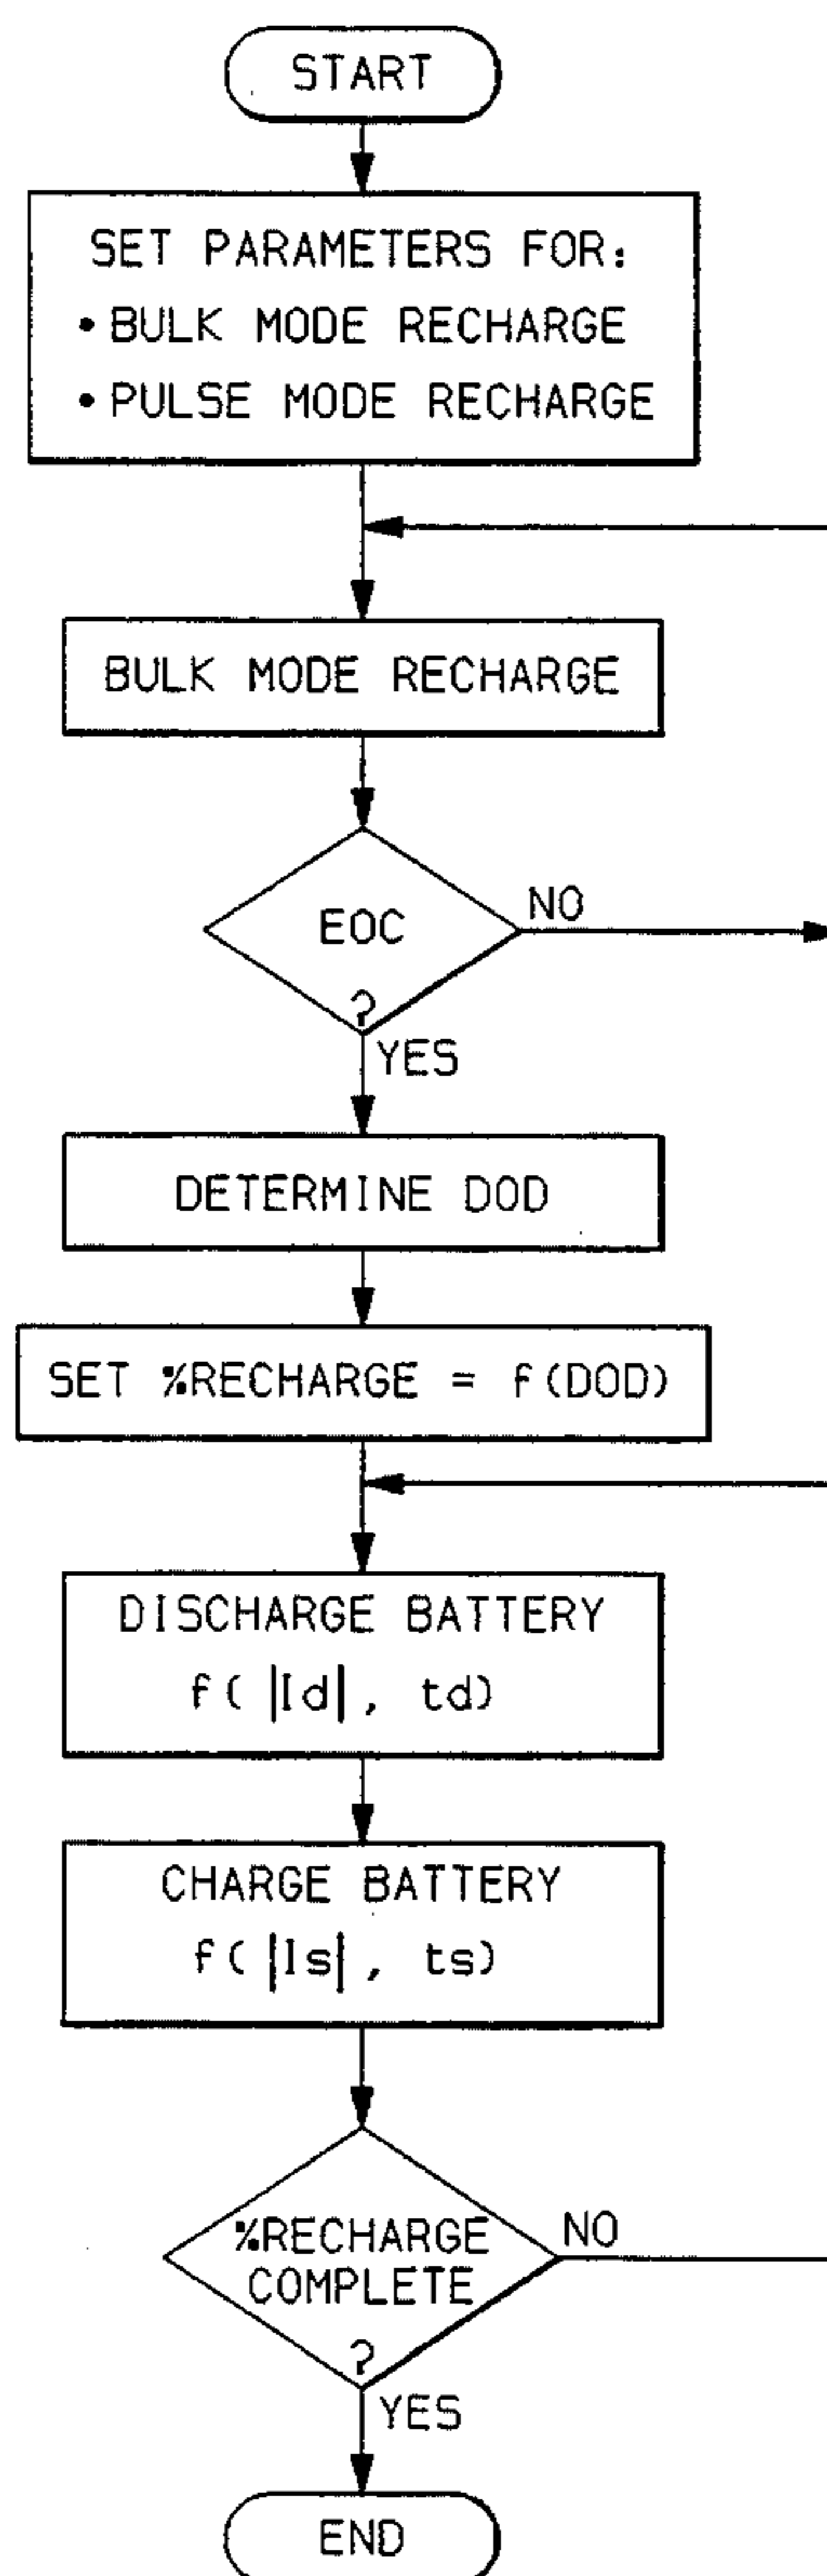 START
SET PARAMETERS FOR:
• BULK MODE RECHARGE
• PULSE MODE RECHARGE
BULK MODE RECHARGE
EOC
?
NO
YES
DETERMINE DOD
SET %RECHARGE = f(DOD)
DISCHARGE BATTERY
f( |Id|, td)
CHARGE BATTERY
f( |Is|, ts)
%RECHARGE
COMPLETE
?
NO
YES
END